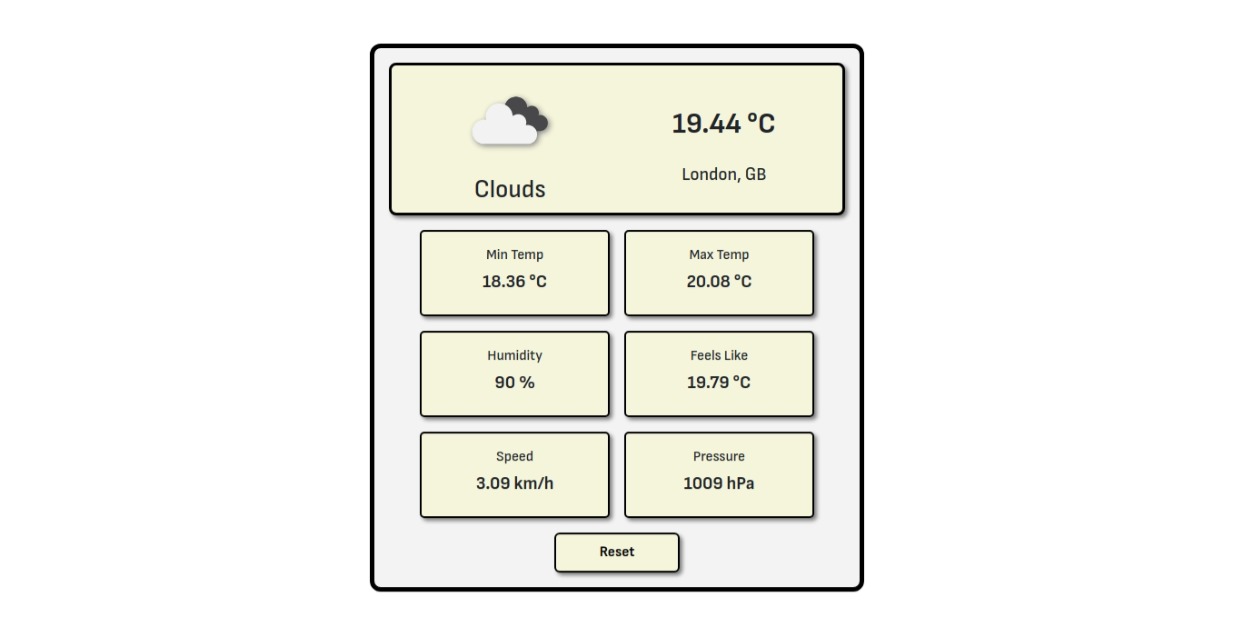 19.44 °C
London, GB
Clouds
Min Temp
18.36 °C
Max Temp
20.08 °C
Humidity
90 %
Feels Like
19.79 °C
Speed
3.09 km/h
Pressure
1009 hPa
Reset